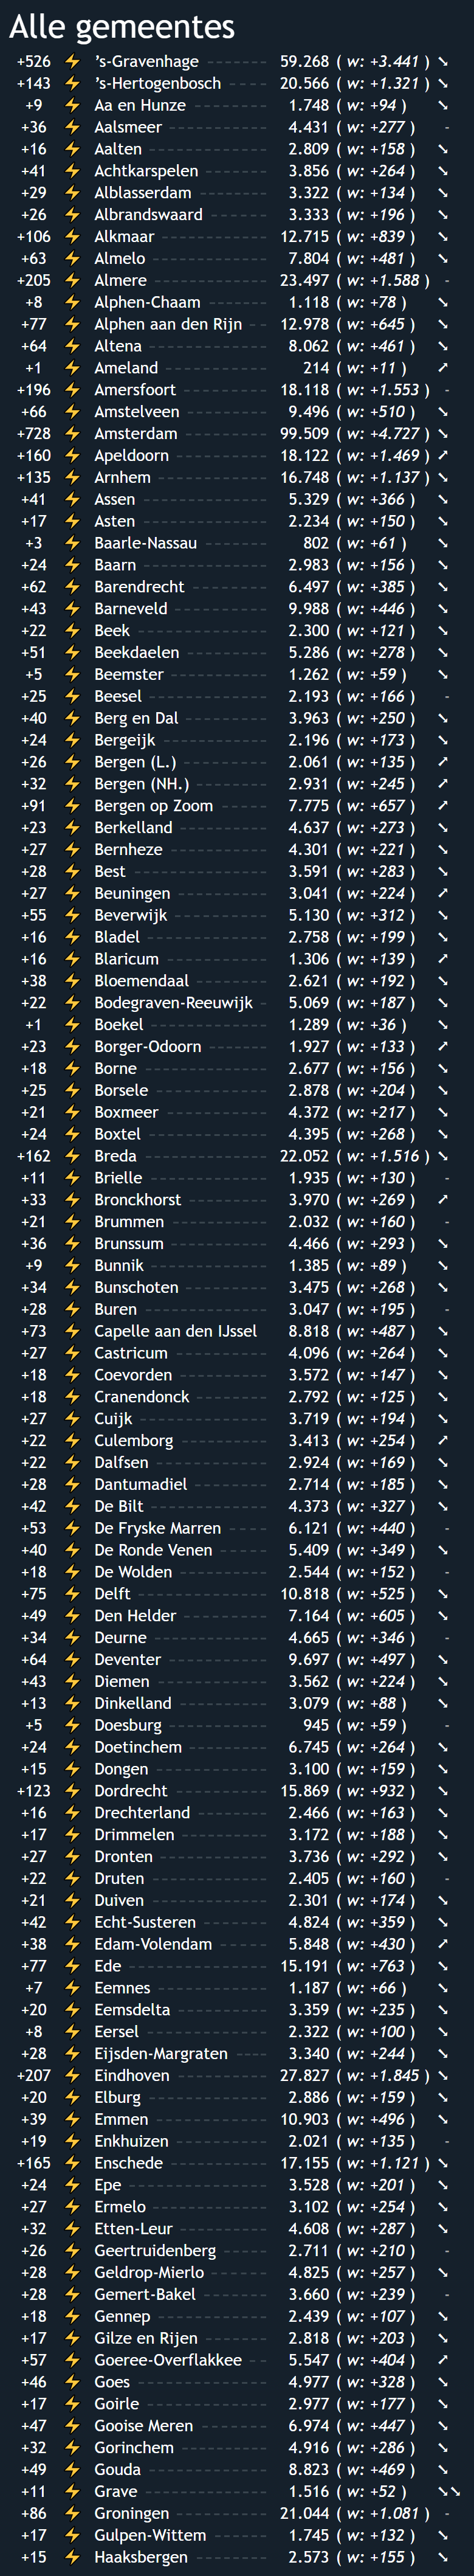 Alle gemeentes
+526 ⚡ ’s-Gravenhage 59.268 ( w: +3.441 ) ➘
+143 ⚡ ’s-Hertogenbosch 20.566 ( w: +1.321 ) ➘
+9 ⚡ Aa en Hunze 1.748 ( w: +94 ) ➘
+36 ⚡ Aalsmeer 4.431 ( w: +277 ) -
+16 ⚡ Aalten 2.809 ( w: +158 ) ➘
+41 ⚡ Achtkarspelen 3.856 ( w: +264 ) ➘
+29 ⚡ Alblasserdam 3.322 ( w: +134 ) ➘
+26 ⚡ Albrandswaard 3.333 ( w: +196 ) ➘
+106 ⚡ Alkmaar 12.715 ( w: +839 ) ➘
+63 ⚡ Almelo 7.804 ( w: +481 ) ➘
+205 ⚡ Almere 23.497 ( w: +1.588 ) -
+8 ⚡ Alphen-Chaam 1.118 ( w: +78 ) ➘
+77 ⚡ Alphen aan den Rijn 12.978 ( w: +645 ) ➘
+64 ⚡ Altena 8.062 ( w: +461 ) ➘
+1 ⚡ Ameland 214 ( w: +11 ) ➚
+196 ⚡ Amersfoort 18.118 ( w: +1.553 ) -
+66 ⚡ Amstelveen 9.496 ( w: +510 ) ➘
+728 ⚡ Amsterdam 99.509 ( w: +4.727 ) ➘
+160 ⚡ Apeldoorn 18.122 ( w: +1.469 ) ➚
+135 ⚡ Arnhem 16.748 ( w: +1.137 ) ➘
+41 ⚡ Assen 5.329 ( w: +366 ) ➘
+17 ⚡ Asten 2.234 ( w: +150 ) ➘
+3 ⚡ Baarle-Nassau 802 ( w: +61 ) ➘
+24 ⚡ Baarn 2.983 ( w: +156 ) ➘
+62 ⚡ Barendrecht 6.497 ( w: +385 ) ➘
+43 ⚡ Barneveld 9.988 ( w: +446 ) ➘
+22 ⚡ Beek 2.300 ( w: +121 ) ➘
+51 ⚡ Beekdaelen 5.286 ( w: +278 ) ➘
+5 ⚡ Beemster 1.262 ( w: +59 ) ➘
+25 ⚡ Beesel 2.193 ( w: +166 ) -
+40 ⚡ Berg en Dal 3.963 ( w: +250 ) ➘
+24 ⚡ Bergeijk 2.196 ( w: +173 ) ➘
+26 ⚡ Bergen (L.) 2.061 ( w: +135 ) ➚
+32 ⚡ Bergen (NH.) 2.931 ( w: +245 ) ➚
+91 ⚡ Bergen op Zoom 7.775 ( w: +657 ) ➚
+23 ⚡ Berkelland 4.637 ( w: +273 ) ➘
+27 ⚡ Bernheze 4.301 ( w: +221 ) ➘
+28 ⚡ Best 3.591 ( w: +283 ) ➘
+27 ⚡ Beuningen 3.041 ( w: +224 ) ➚
+55 ⚡ Beverwijk 5.130 ( w: +312 ) ➘
+16 ⚡ Bladel 2.758 ( w: +199 ) ➘
+16 ⚡ Blaricum 1.306 ( w: +139 ) ➚
+38 ⚡ Bloemendaal 2.621 ( w: +192 ) ➘
+22 ⚡ Bodegraven-Reeuwijk 5.069 ( w: +187 ) ➘
+1 ⚡ Boekel 1.289 ( w: +36 ) ➘
+23 ⚡ Borger-Odoorn 1.927 ( w: +133 ) ➚
+18 ⚡ Borne 2.677 ( w: +156 ) ➘
+25 ⚡ Borsele 2.878 ( w: +204 ) ➘
+21 ⚡ Boxmeer 4.372 ( w: +217 ) ➘
+24 ⚡ Boxtel 4.395 ( w: +268 ) ➘
+162 ⚡ Breda 22.052 ( w: +1.516 ) ➘
+11 ⚡ Brielle 1.935 ( w: +130 ) -
+33 ⚡ Bronckhorst 3.970 ( w: +269 ) ➚
+21 ⚡ Brummen 2.032 ( w: +160 ) -
+36 ⚡ Brunssum 4.466 ( w: +293 ) ➘
+9 ⚡ Bunnik 1.385 ( w: +89 ) ➘
+34 ⚡ Bunschoten 3.475 ( w: +268 ) ➘
+28 ⚡ Buren 3.047 ( w: +195 ) -
+73 ⚡ Capelle aan den IJssel 8.818 ( w: +487 ) ➘
+27 ⚡ Castricum 4.096 ( w: +264 ) ➘
+18 ⚡ Coevorden 3.572 ( w: +147 ) ➘
+18 ⚡ Cranendonck 2.792 ( w: +125 ) ➘
+27 ⚡ Cuijk 3.719 ( w: +194 ) ➘
+22 ⚡ Culemborg 3.413 ( w: +254 ) ➚
+22 ⚡ Dalfsen 2.924 ( w: +169 ) ➘
+28 ⚡ Dantumadiel 2.714 ( w: +185 ) ➘
+42 ⚡ De Bilt 4.373 ( w: +327 ) ➘
+53 ⚡ De Fryske Marren 6.121 ( w: +440 ) -
+40 ⚡ De Ronde Venen 5.409 ( w: +349 ) ➘
+18 ⚡ De Wolden 2.544 ( w: +152 ) -
+75 ⚡ Delft 10.818 ( w: +525 ) ➘
+49 ⚡ Den Helder 7.164 ( w: +605 ) ➘
+34 ⚡ Deurne 4.665 ( w: +346 ) -
+64 ⚡ Deventer 9.697 ( w: +497 ) ➘
+43 ⚡ Diemen 3.562 ( w: +224 ) ➘
+13 ⚡ Dinkelland 3.079 ( w: +88 ) ➘
+5 ⚡ Doesburg 945 ( w: +59 ) -
+24 ⚡ Doetinchem 6.745 ( w: +264 ) ➘
+15 ⚡ Dongen 3.100 ( w: +159 ) ➘
+123 ⚡ Dordrecht 15.869 ( w: +932 ) ➘
+16 ⚡ Drechterland 2.466 ( w: +163 ) ➘
+17 ⚡ Drimmelen 3.172 ( w: +188 ) ➘
+27 ⚡ Dronten 3.736 ( w: +292 ) ➘
+22 ⚡ Druten 2.405 ( w: +160 ) -
+21 ⚡ Duiven 2.301 ( w: +174 ) ➘
+42 ⚡ Echt-Susteren 4.824 ( w: +359 ) ➘
+38 ⚡ Edam-Volendam 5.848 ( w: +430 ) ➚
+77 ⚡ Ede 15.191 ( w: +763 ) ➘
+7 ⚡ Eemnes 1.187 ( w: +66 ) ➘
+20 ⚡ Eemsdelta 3.359 ( w: +235 ) ➘
+8 ⚡ Eersel 2.322 ( w: +100 ) ➘
+28 ⚡ Eijsden-Margraten 3.340 ( w: +244 ) ➘
+207 ⚡ Eindhoven 27.827 ( w: +1.845 ) ➘
+20 ⚡ Elburg 2.886 ( w: +159 ) ➘
+39 ⚡ Emmen 10.903 ( w: +496 ) ➘
+19 ⚡ Enkhuizen 2.021 ( w: +135 ) -
+165 ⚡ Enschede 17.155 ( w: +1.121 ) ➘
+24 ⚡ Epe 3.528 ( w: +201 ) ➘
+27 ⚡ Ermelo 3.102 ( w: +254 ) ➘
+32 ⚡ Etten-Leur 4.608 ( w: +287 ) ➘
+26 ⚡ Geertruidenberg 2.711 ( w: +210 ) -
+28 ⚡ Geldrop-Mierlo 4.825 ( w: +257 ) ➘
+28 ⚡ Gemert-Bakel 3.660 ( w: +239 ) -
+18 ⚡ Gennep 2.439 ( w: +107 ) ➘
+17 ⚡ Gilze en Rijen 2.818 ( w: +203 ) ➘
+57 ⚡ Goeree-Overflakkee 5.547 ( w: +404 ) ➚
+46 ⚡ Goes 4.977 ( w: +328 ) ➘
+17 ⚡ Goirle 2.977 ( w: +177 ) ➘
+47 ⚡ Gooise Meren 6.974 ( w: +447 ) ➘
+32 ⚡ Gorinchem 4.916 ( w: +286 ) ➘
+49 ⚡ Gouda 8.823 ( w: +469 ) ➘
+11 ⚡ Grave 1.516 ( w: +52 ) ➘➘
+86 ⚡ Groningen 21.044 ( w: +1.081 ) -
+17 ⚡ Gulpen-Wittem 1.745 ( w: +132 ) ➘
+15 ⚡ Haaksbergen 2.573 ( w: +155 ) ➘